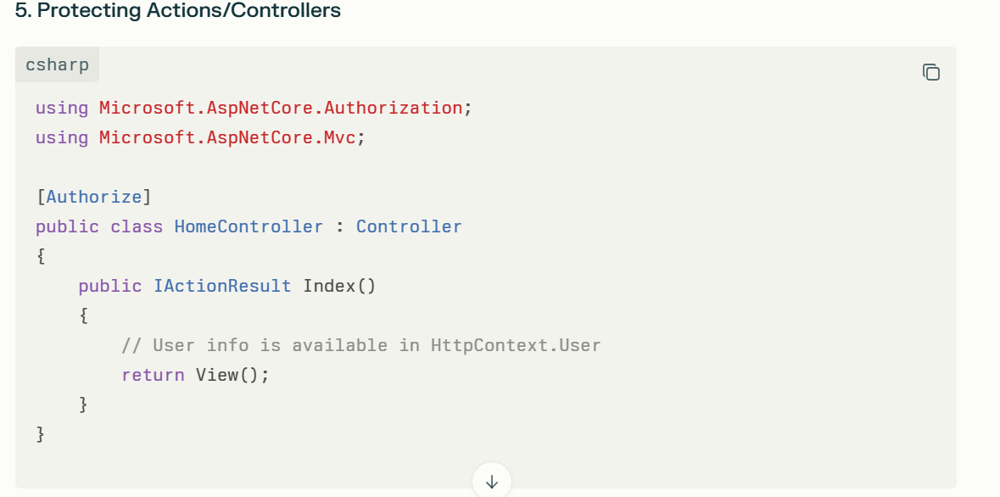 5. Protecting Actions/Controllers
csharp
using Microsoft.AspNetCore.Authorization;
using Microsoft.AspNetCore.Mvc;
[Authorize]
public class HomeController : Controller
{
    public IActionResult Index()
    {
        // User info is available in HttpContext.User
        return View();
    }
}